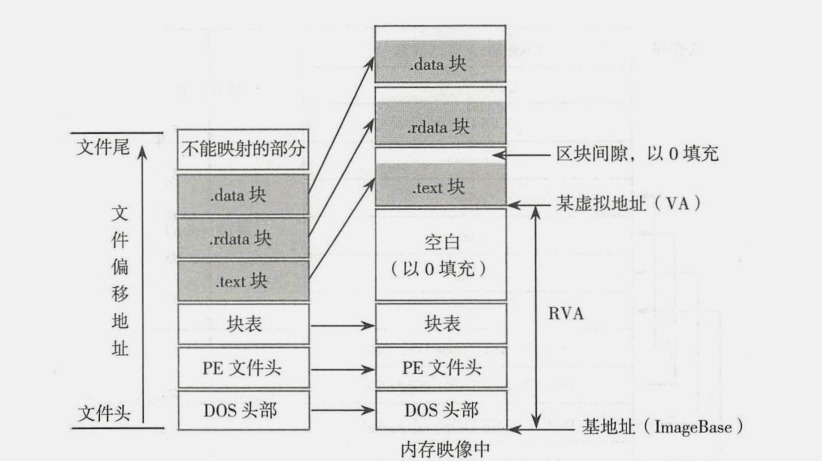 .data 块
.rdata 块
文件尾
不能映射的部分
区块间隙，以 0 填充
.data 块
.text 块
某虚拟地址（VA）
文件偏移地址
.rdata 块
空白
（以 0 填充）
.text 块
RVA
块表
块表
PE 文件头
PE 文件头
文件头
DOS 头部
DOS 头部
基地址（ImageBase）
内存映像中